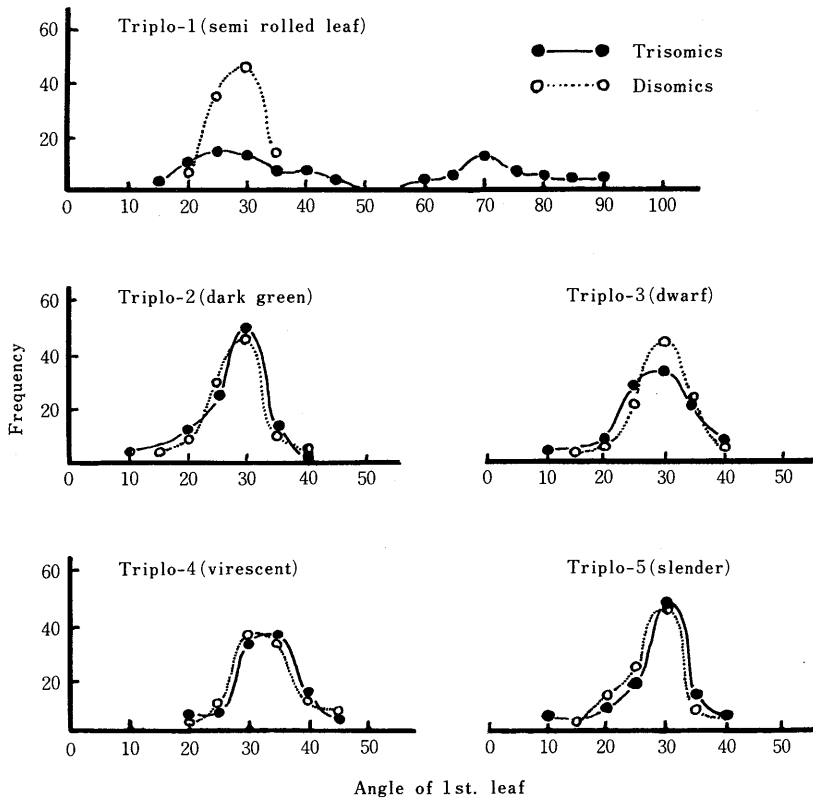 Triplo-1(semi rolled leaf)
Trisomics
Disomics
60
40
20
0 10 20 30 40 50 60 70 80 90 100
Triplo-2(dark green)
Triplo-3(dwarf)
60
40
20
0 10 20 30 40 50
0 10 20 30 40 50
Frequency
Triplo-4(virescent)
Triplo-5(slender)
60
40
20
0 10 20 30 40 50
0 10 20 30 40 50
Angle of 1st. leaf